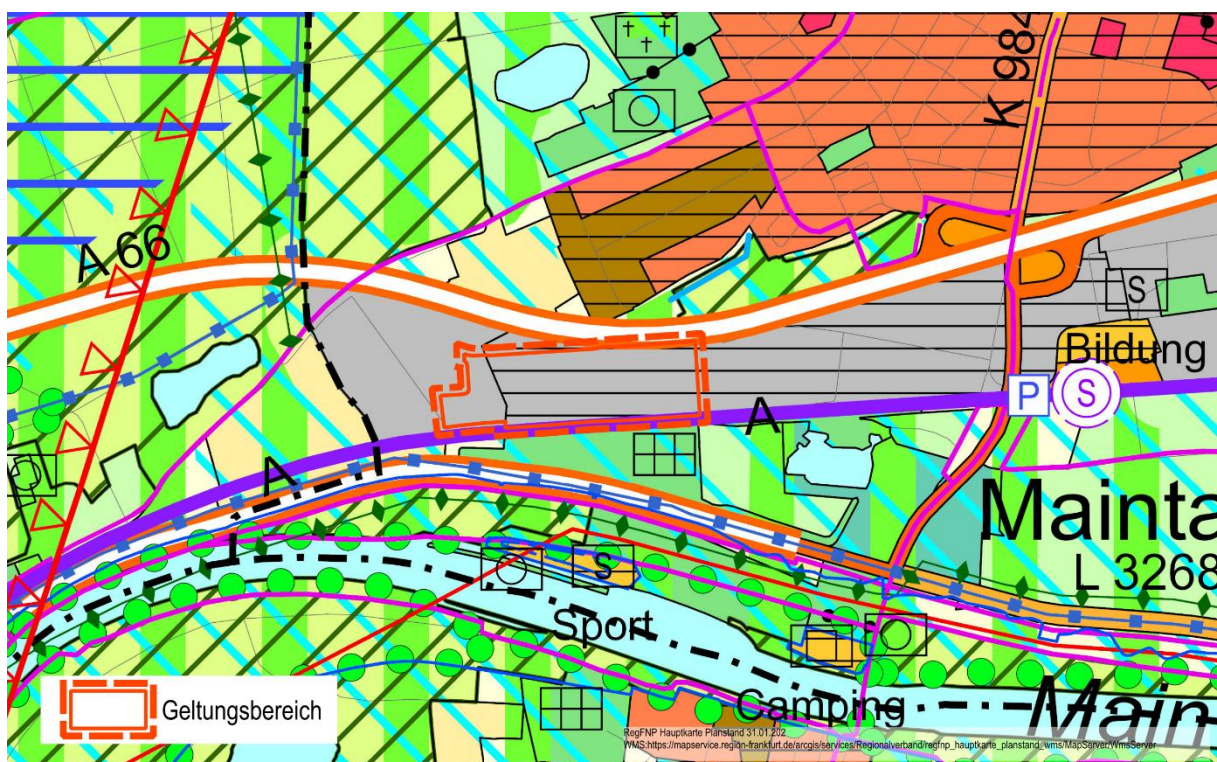 K 984
A 66
S
Bildung
P
S
A
A
Mainta
L 3268
S
Sport
S
Camping
Main
Geltungsbereich
RegFNP Hauptkarte Planstand 31.01.202
WMS:https://mapservice.region-frankfurt.de/arcgis/services/Regionalverband/regfnp_hauptkarte_planstand_wms/MapServer/WmsServer